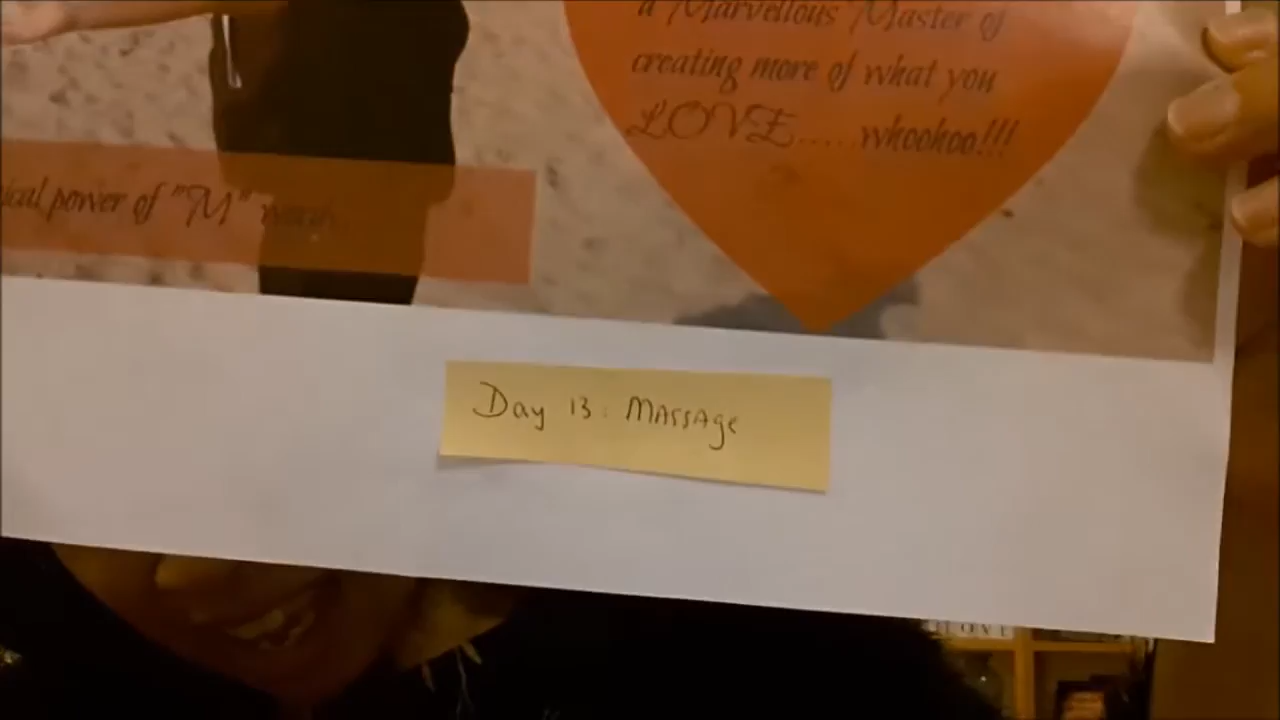 a Marvellous Master of
creating more of what you
LOVE..... whoohoo!!!
ical power of "M"
Day 13: MASSAge